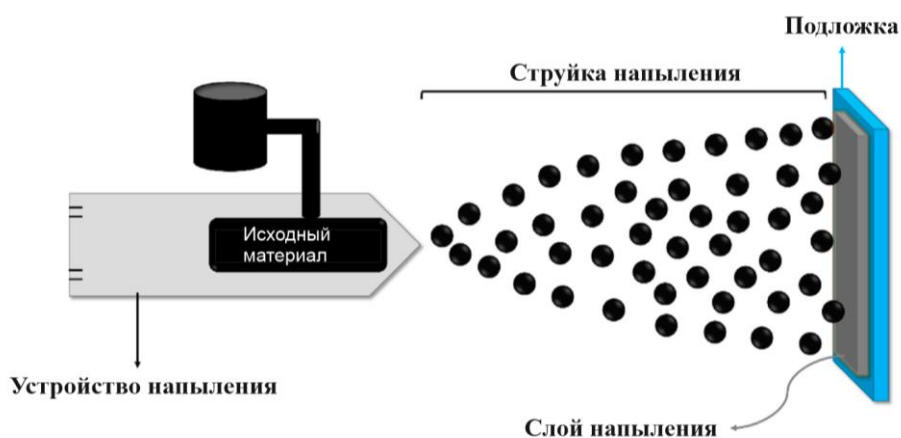 Подложка
Струйка напыления
Исходный
материал
Устройство напыления
Слой напыления